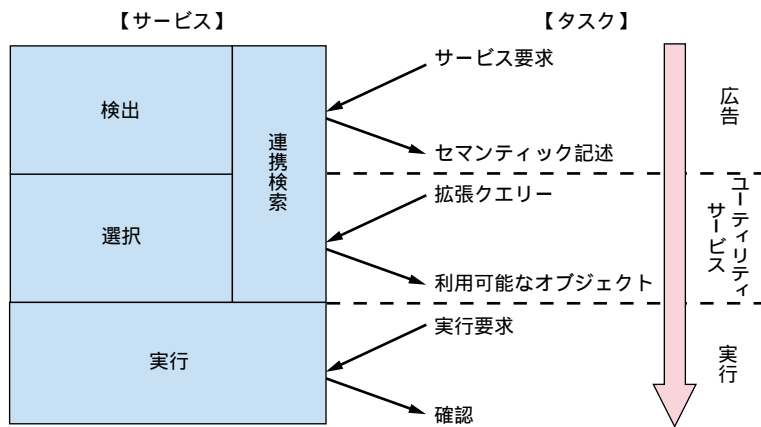 【サービス】
【タスク】
検出
連携検索
選択
実行
サービス要求
セマンティック記述
拡張クエリー
利用可能なオブジェクト
実行要求
確認
広告
ユーティリティ
サービス
実行